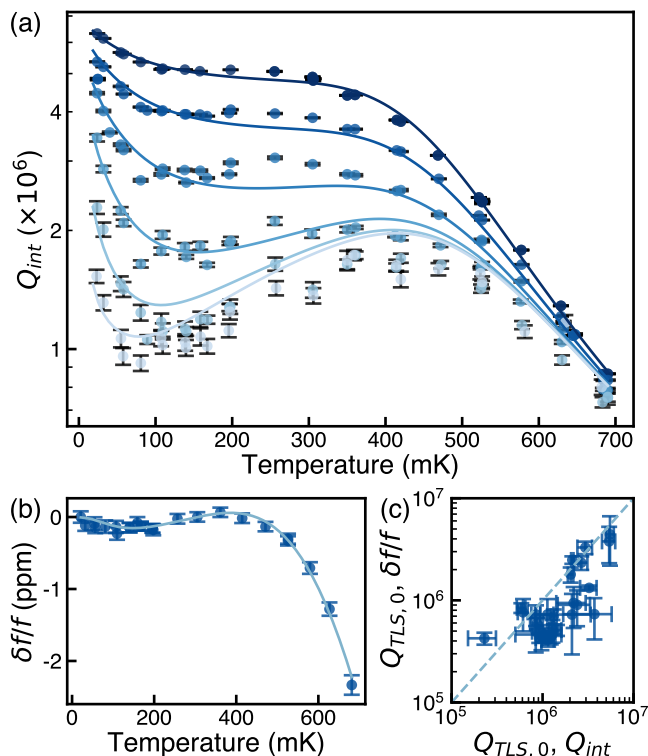 (a)
Q_int (×10^6)
4
2
1
0 100 200 300 400 500 600 700
Temperature (mK)
(b)
δf/f (ppm)
0
-1
-2
0 200 400 600
Temperature (mK)
(c)
Q_TLS, 0, δf/f
10^7
10^6
10^5
10^5 10^6 10^7
Q_TLS, 0, Q_int